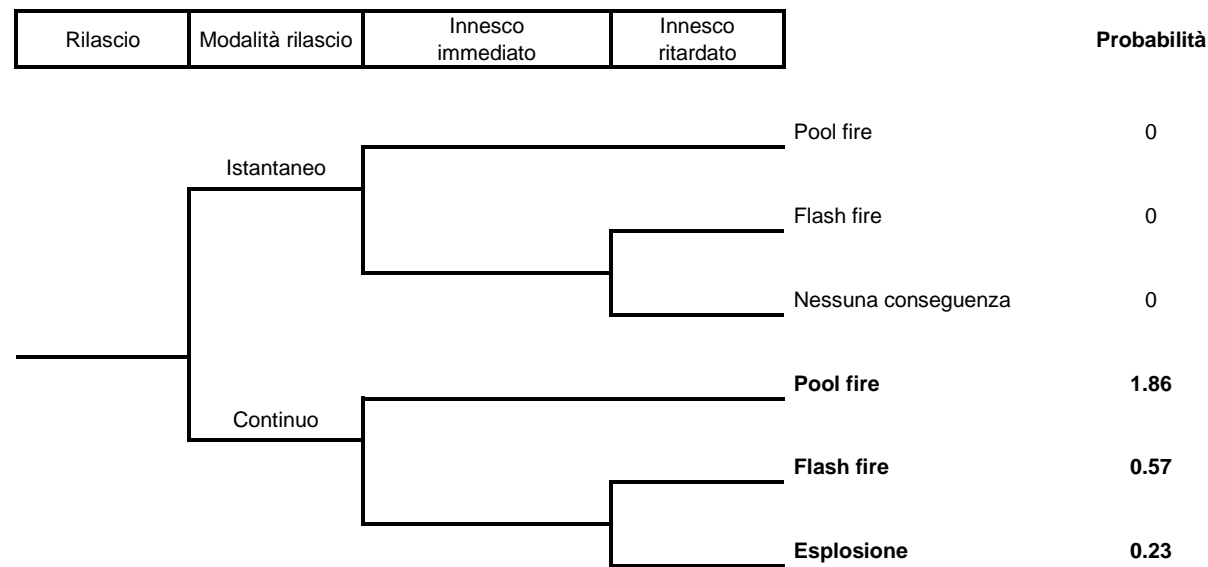 Rilascio Modalità rilascio Innesco immediato Innesco ritardato Probabilità
Pool fire 0
Istantaneo
Flash fire 0
Nessuna conseguenza 0
Pool fire 1.86
Continuo
Flash fire 0.57
Esplosione 0.23